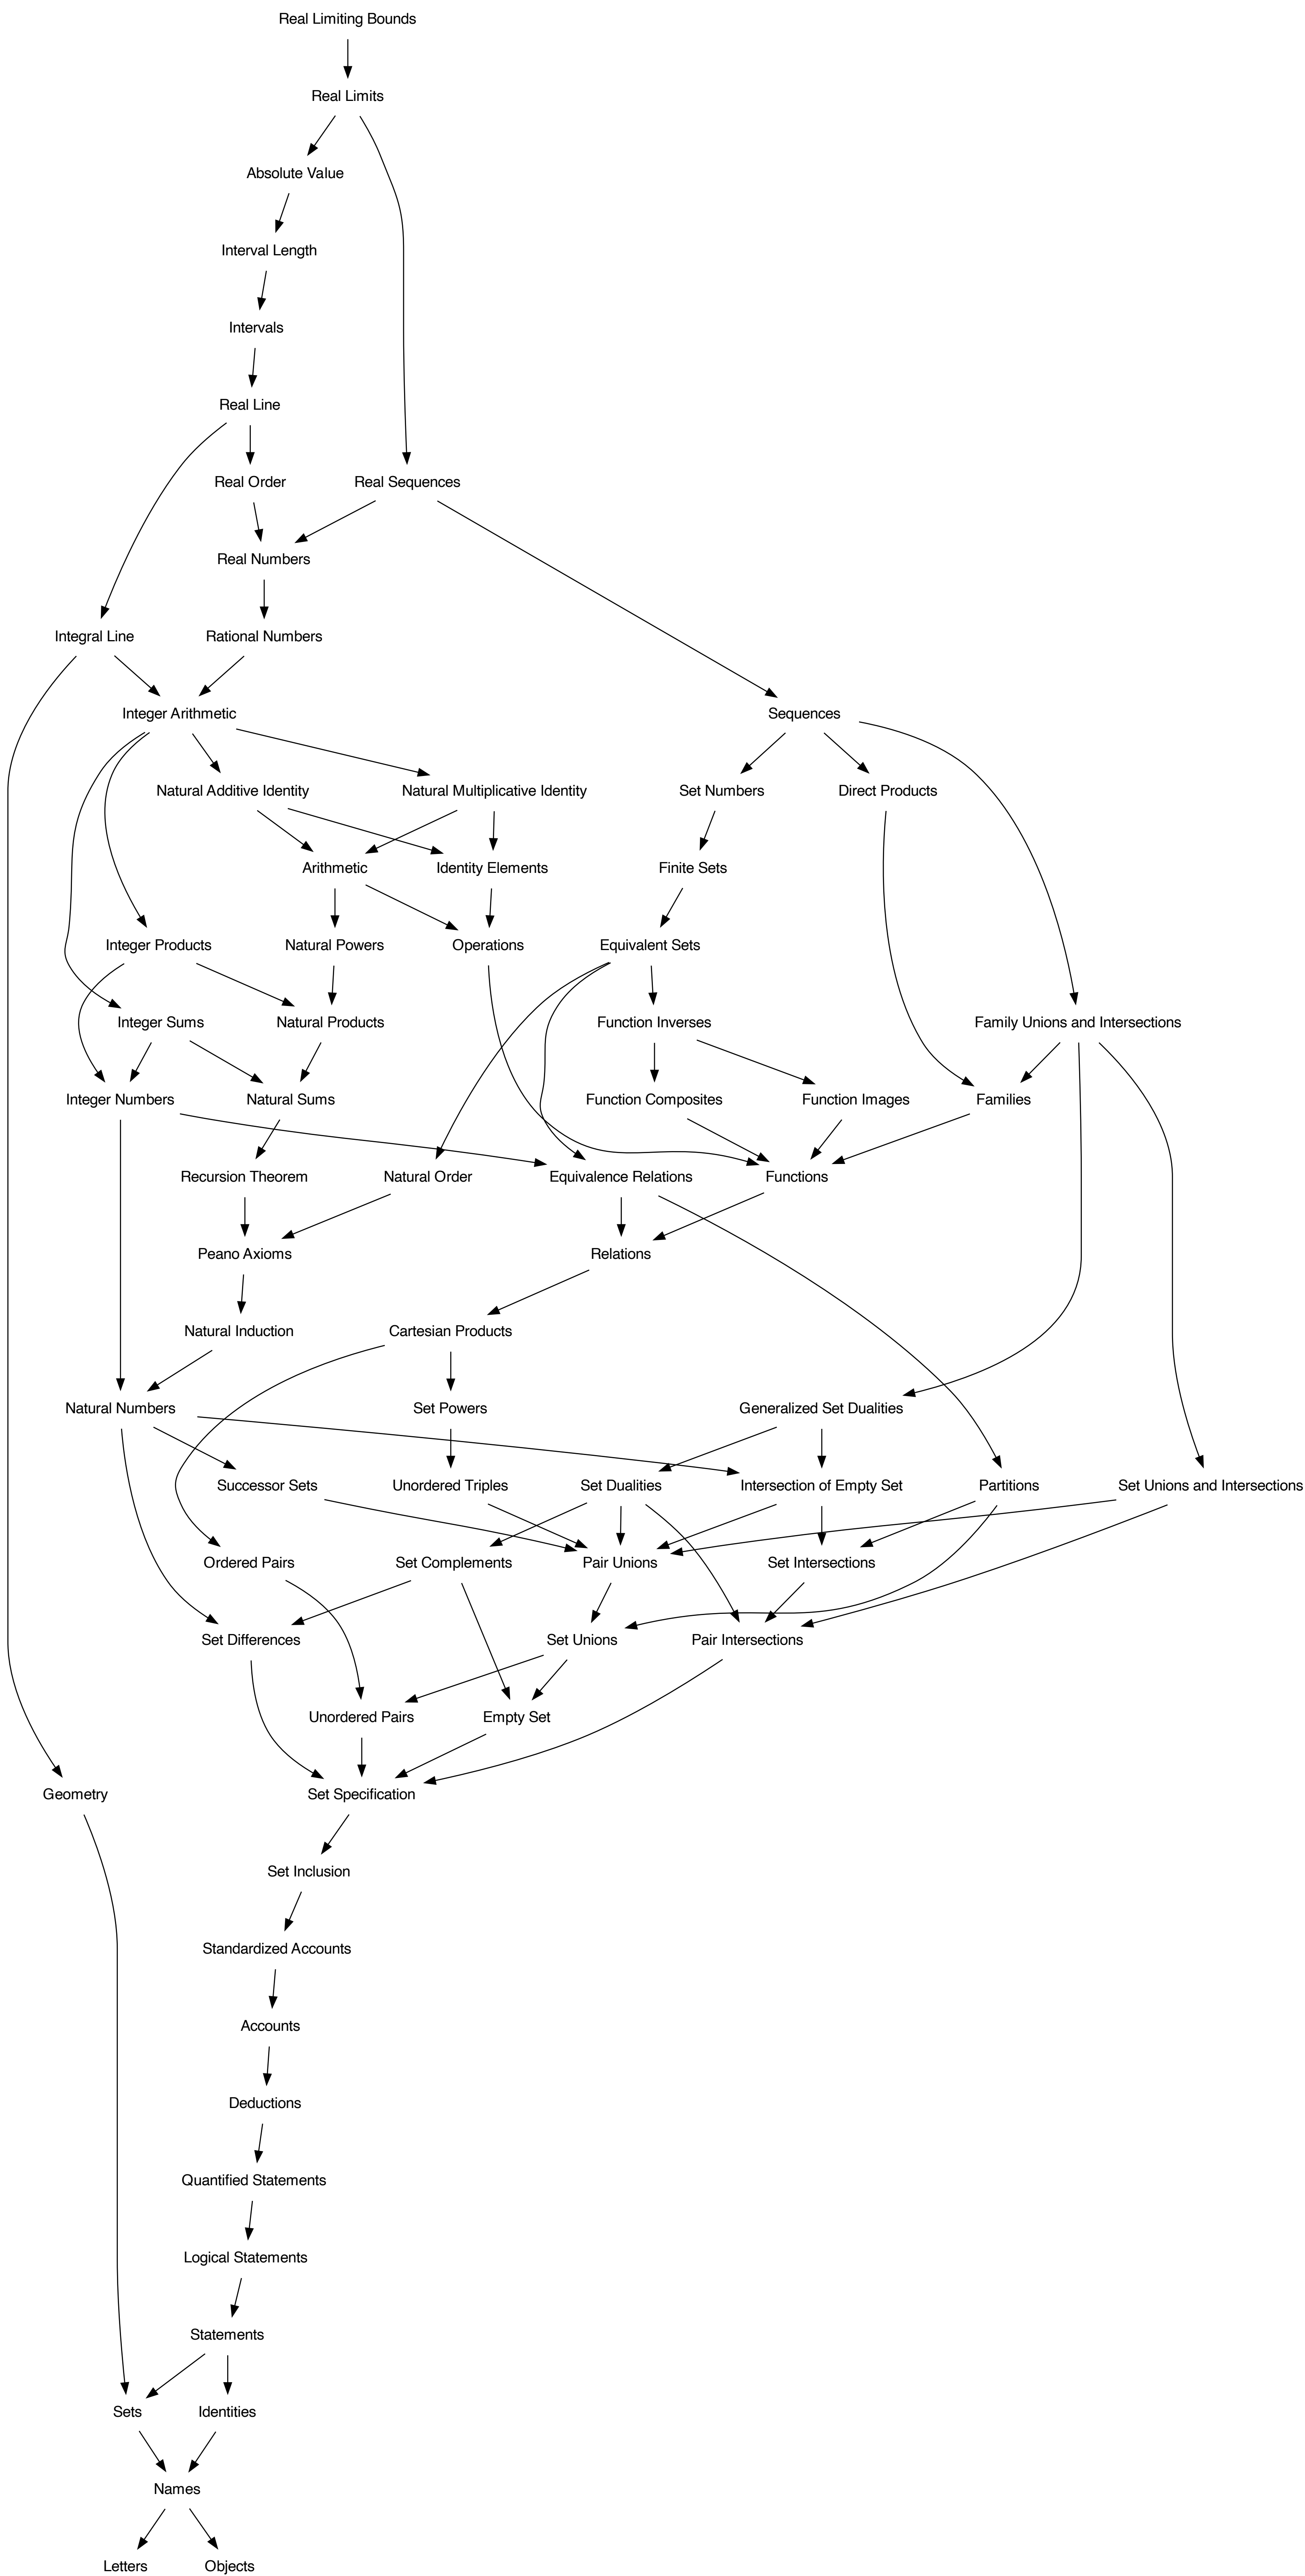 Real Limiting Bounds
Real Limits
Absolute Value
Interval Length
Intervals
Real Line
Real Order
Real Sequences
Real Numbers
Integral Line
Rational Numbers
Integer Arithmetic
Sequences
Natural Additive Identity
Natural Multiplicative Identity
Set Numbers
Direct Products
Arithmetic
Identity Elements
Finite Sets
Integer Products
Natural Powers
Operations
Equivalent Sets
Integer Sums
Natural Products
Function Inverses
Family Unions and Intersections
Integer Numbers
Natural Sums
Function Composites
Function Images
Families
Recursion Theorem
Natural Order
Equivalence Relations
Functions
Peano Axioms
Relations
Natural Induction
Cartesian Products
Natural Numbers
Set Powers
Generalized Set Dualities
Successor Sets
Unordered Triples
Set Dualities
Intersection of Empty Set
Partitions
Set Unions and Intersections
Ordered Pairs
Set Complements
Pair Unions
Set Intersections
Set Differences
Set Unions
Pair Intersections
Unordered Pairs
Empty Set
Geometry
Set Specification
Set Inclusion
Standardized Accounts
Accounts
Deductions
Quantified Statements
Logical Statements
Statements
Sets
Identities
Names
Letters
Objects